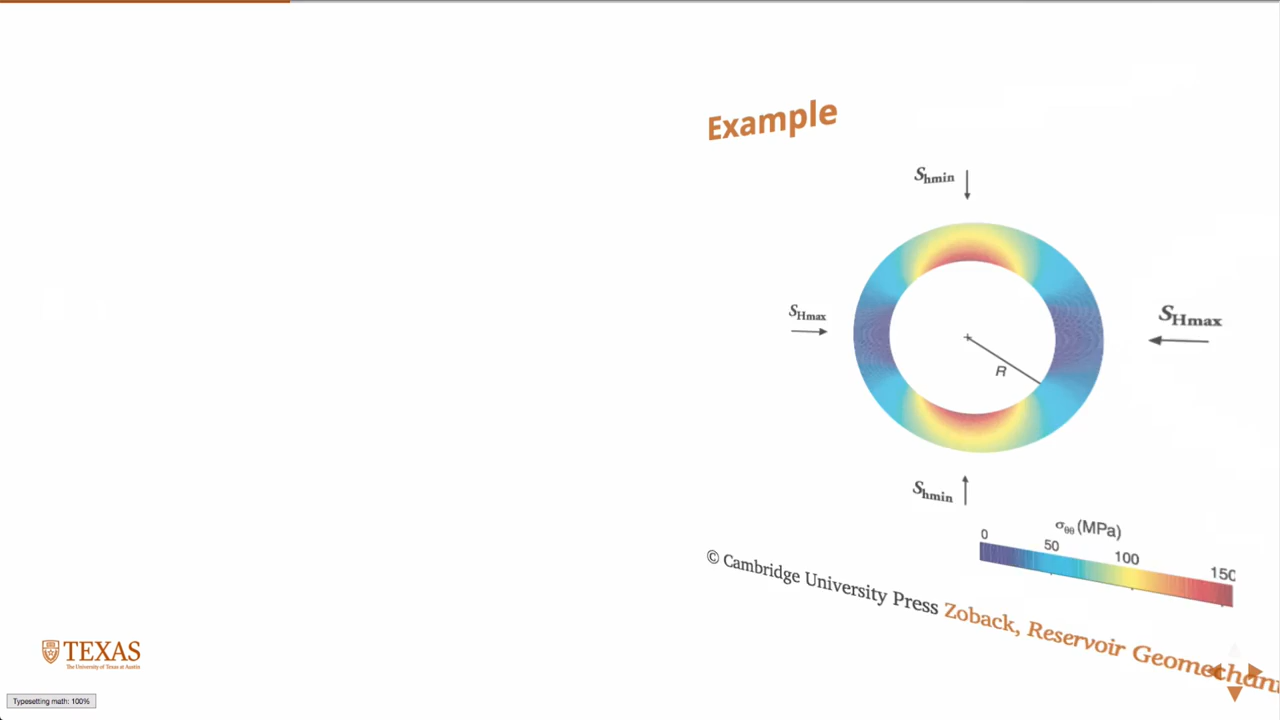 Example
Shmin
SHmax
SHmax
R
Shmin
σθθ (MPa)
0
50
100
150
© Cambridge University Press Zoback, Reservoir Geomechani
TEXAS
The University of Texas at Austin
Typesetting math: 100%